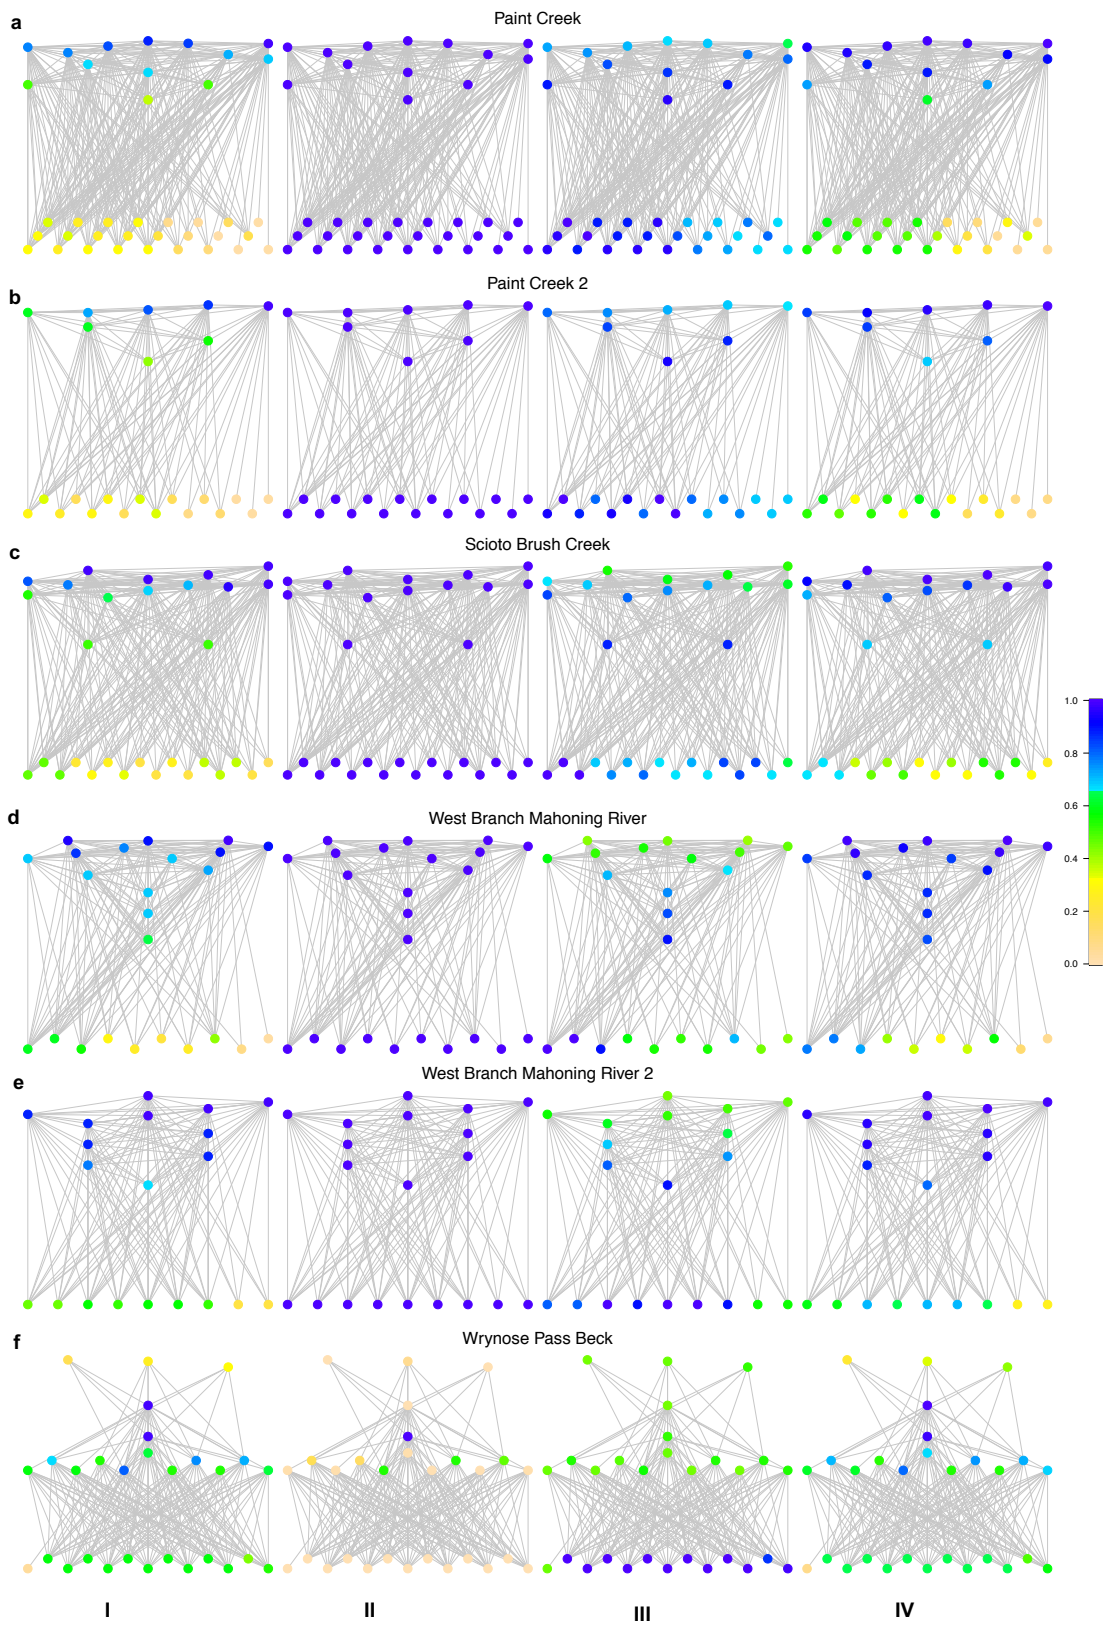 a
Paint Creek
b
Paint Creek 2
c
Scioto Brush Creek
1.0
0.8
0.6
0.4
0.2
0.0
d
West Branch Mahoning River
e
West Branch Mahoning River 2
f
Wrynose Pass Beck
I II III IV